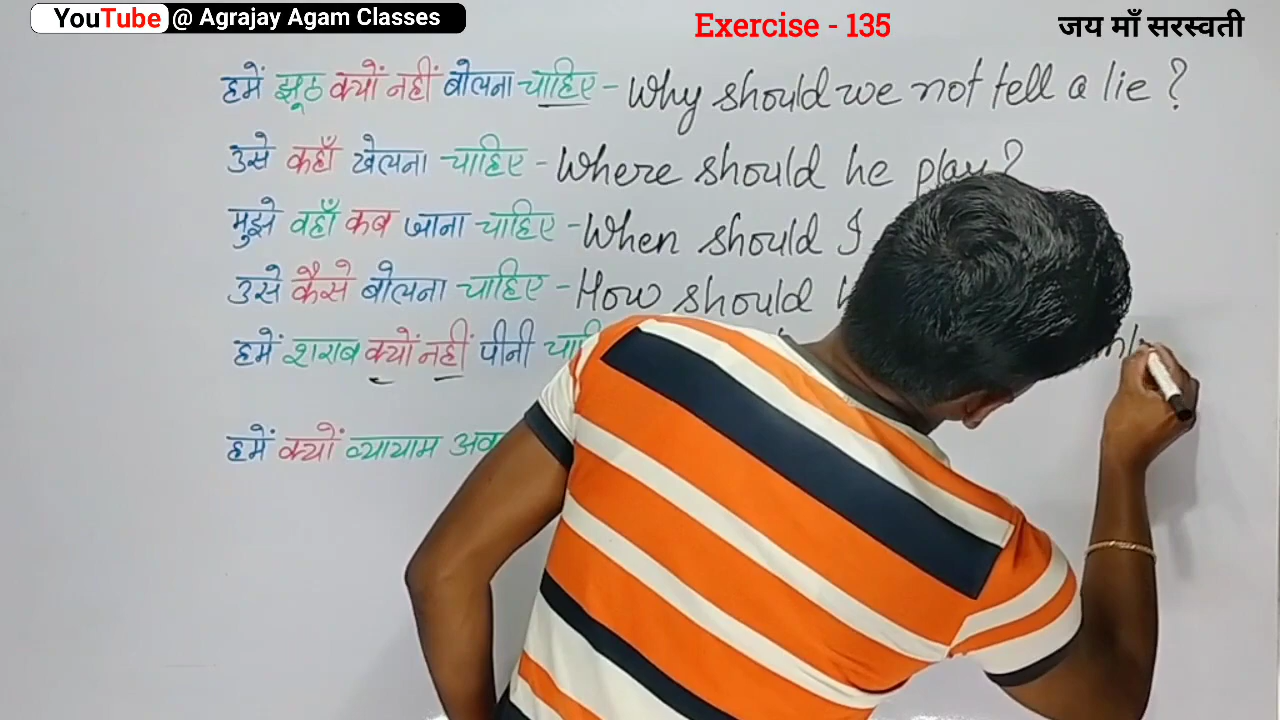 YouTube @ Agrajay Agam Classes
Exercise - 135
जय माँ सरस्वती
हमें झूठ क्यों नहीं बोलना चाहिए - Why should we not tell a lie ?
उसे कहाँ खेलना चाहिए - Where should he play ?
मुझे वहाँ कब जाना चाहिए - When should I
उसे कैसे बोलना चाहिए - How should
हमें शराब क्यों नहीं पीनी
हमें क्यों व्यायाम